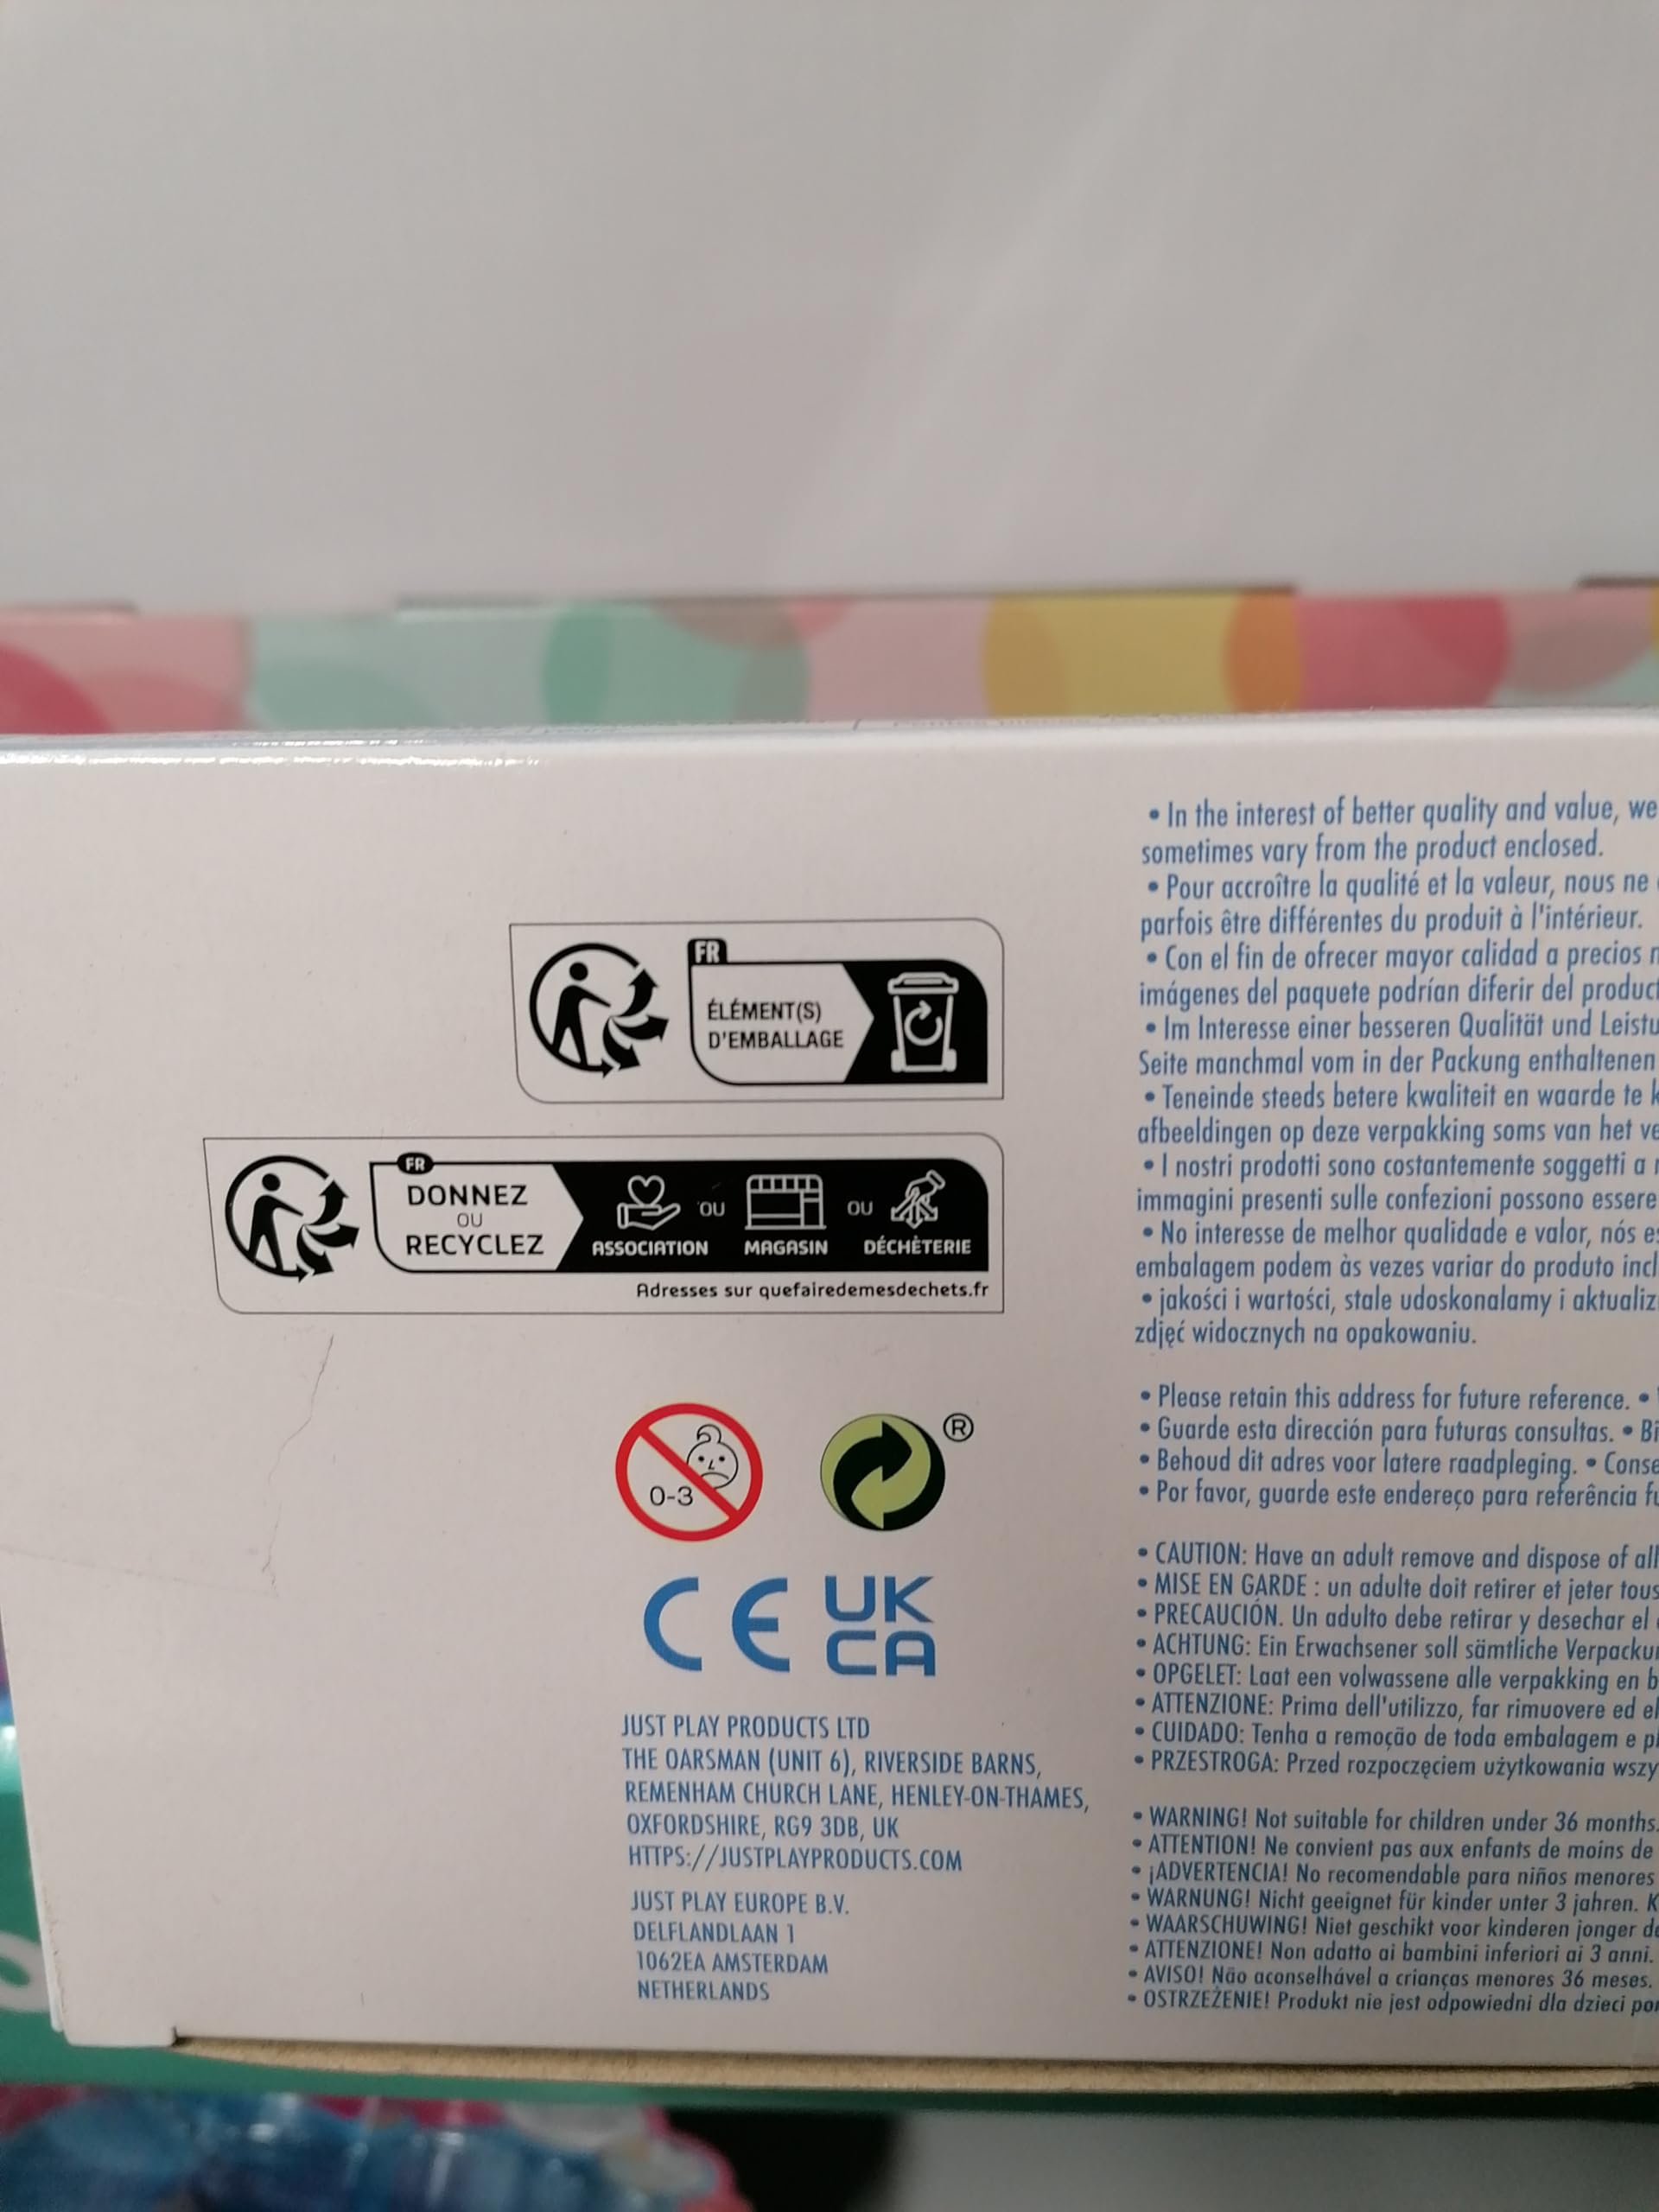 FR
ÉLÉMENT(S)
D'EMBALLAGE
FR
DONNEZ
OU
RECYCLEZ
ASSOCIATION
OU
MAGASIN
OU
DÉCHÈTERIE
Adresses sur quefairedemesdechets.fr
0-3
®
CE
UK
CA
JUST PLAY PRODUCTS LTD
THE OARSMAN (UNIT 6), RIVERSIDE BARNS,
REMENHAM CHURCH LANE, HENLEY-ON-THAMES,
OXFORDSHIRE, RG9 3DB, UK
HTTPS://JUSTPLAYPRODUCTS.COM
JUST PLAY EUROPE B.V.
DELFLANDLAAN 1
1062EA AMSTERDAM
NETHERLANDS
• In the interest of better quality and value, we
sometimes vary from the product enclosed.
• Pour accroître la qualité et la valeur, nous ne
parfois être différentes du produit à l'intérieur.
• Con el fin de ofrecer mayor calidad a precios
imágenes del paquete podrían diferir del
• Im Interesse einer besseren Qualität und
Seite manchmal vom in der Packung enthaltenen
• Teneinde steeds betere kwaliteit en waarde te
afbeeldingen op deze verpakking soms van het
• I nostri prodotti sono costantemente soggetti a
immagini presenti sulle confezioni possono essere
• No interesse de melhor qualidade e valor, nós
embalagem podem às vezes variar do produto
• jakości i wartości, stale udoskonalamy i
zdjęć widocznych na opakowaniu.
• Please retain this address for future reference. •
• Guarde esta dirección para futuras consultas. •
• Behoud dit adres voor latere raadpleging. •
• Por favor, guarde este endereço para referência
• CAUTION: Have an adult remove and dispose of all
• MISE EN GARDE : un adulte doit retirer et jeter tous
• PRECAUCIÓN. Un adulto debe retirar y desechar el
• ACHTUNG: Ein Erwachsener soll sämtliche
• OPGELET: Laat een volwassene alle verpakking en
• ATTENZIONE: Prima dell'utilizzo, far rimuovere ed
• CUIDADO: Tenha a remoção de toda embalagem e
• PRZESTROGA: Przed rozpoczęciem użytkowania
• WARNING! Not suitable for children under 36 months.
• ATTENTION! Ne convient pas aux enfants de moins de
• ¡ADVERTENCIA! No recomendable para niños menores
• WARNUNG! Nicht geeignet für kinder unter 3 jahren.
• WAARSCHUWING! Niet geschikt voor kinderen jonger
• ATTENZIONE! Non adatto ai bambini inferiori ai 3 anni.
• AVISO! Não aconselhável a crianças menores 36 meses.
• OSTRZEŻENIE! Produkt nie jest odpowiedni dla dzieci